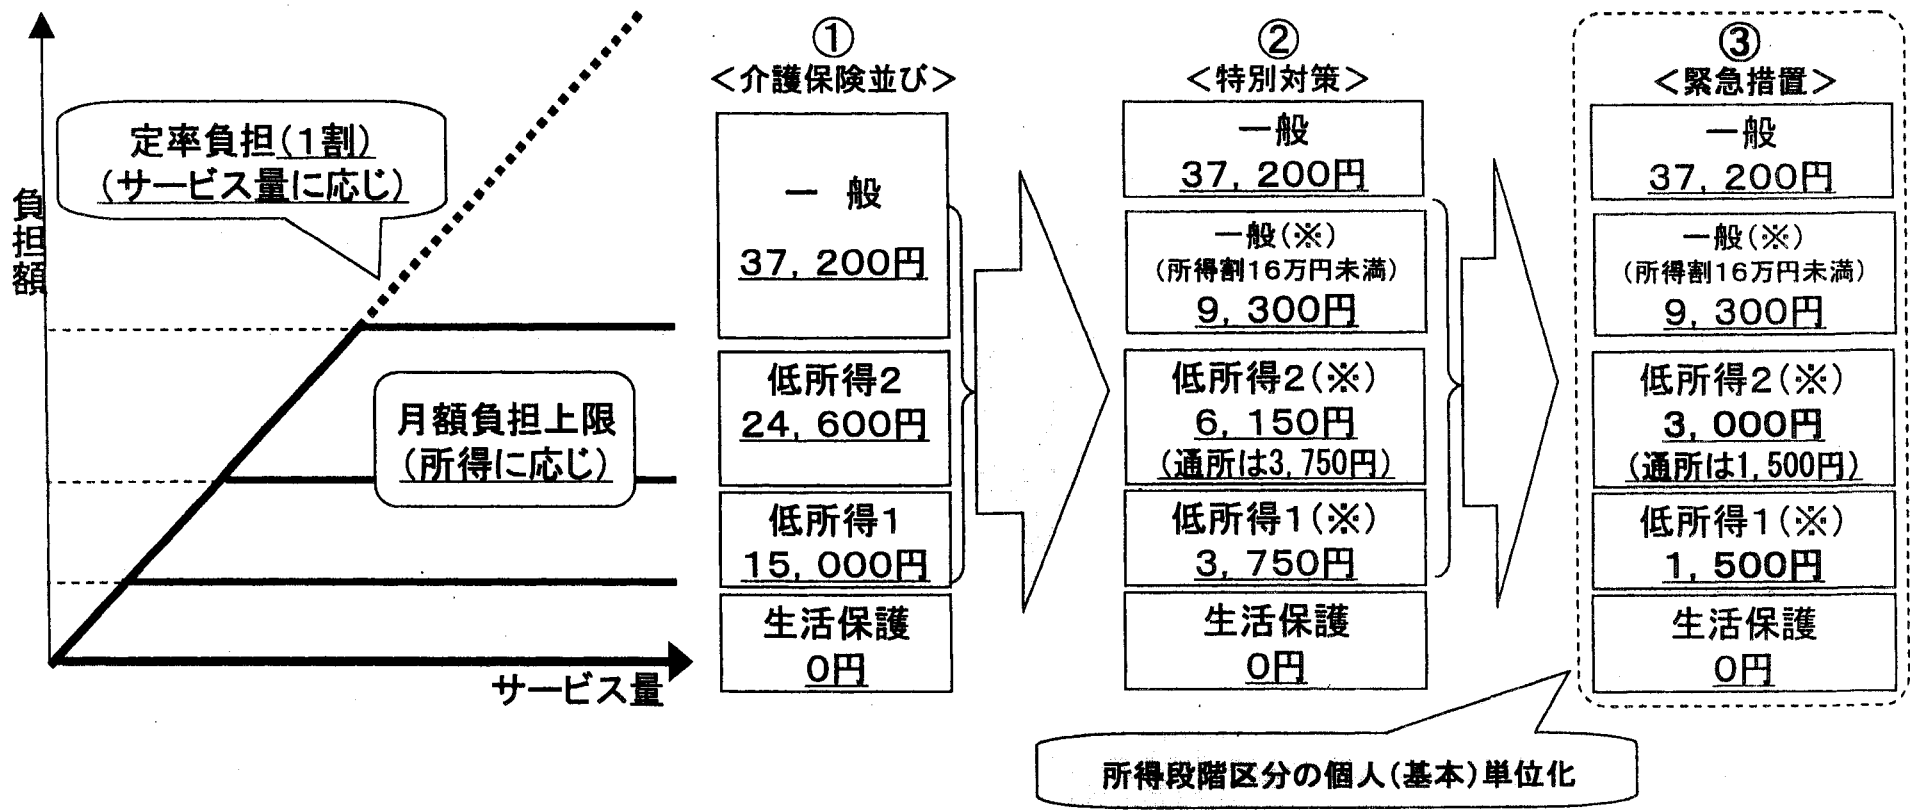 負担額
定率負担(1割)
(サービス量に応じ)
月額負担上限
(所得に応じ)
サービス量
①
＜介護保険並び＞
一 般
37, 200円
低所得2
24, 600円
低所得1
15, 000円
生活保護
0円
②
＜特別対策＞
一般
37, 200円
一般(※)
(所得割16万円未満)
9, 300円
低所得2(※)
6, 150円
(通所は3,750円)
低所得1(※)
3, 750円
生活保護
0円
③
＜緊急措置＞
一般
37, 200円
一般(※)
(所得割16万円未満)
9, 300円
低所得2(※)
3, 000円
(通所は1,500円)
低所得1(※)
1, 500円
生活保護
0円
所得段階区分の個人(基本)単位化